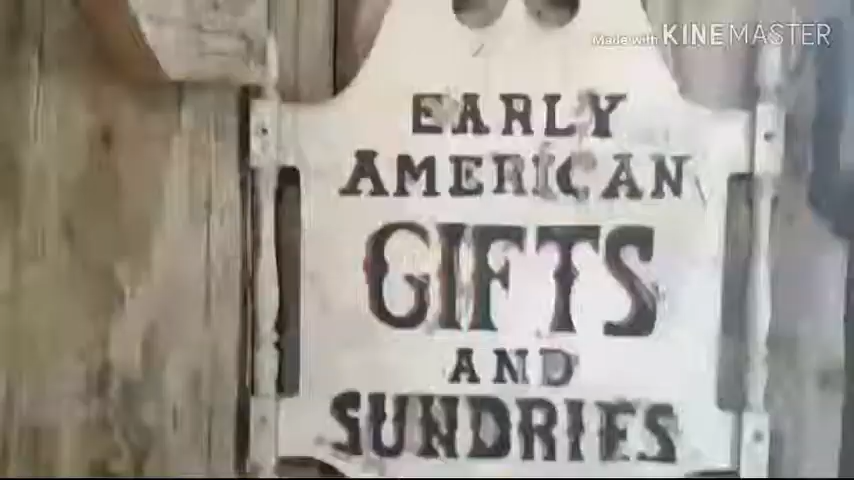 Made with KINEMASTER
EARLY
AMERICAN
GIFTS
AND
SUNDRIES